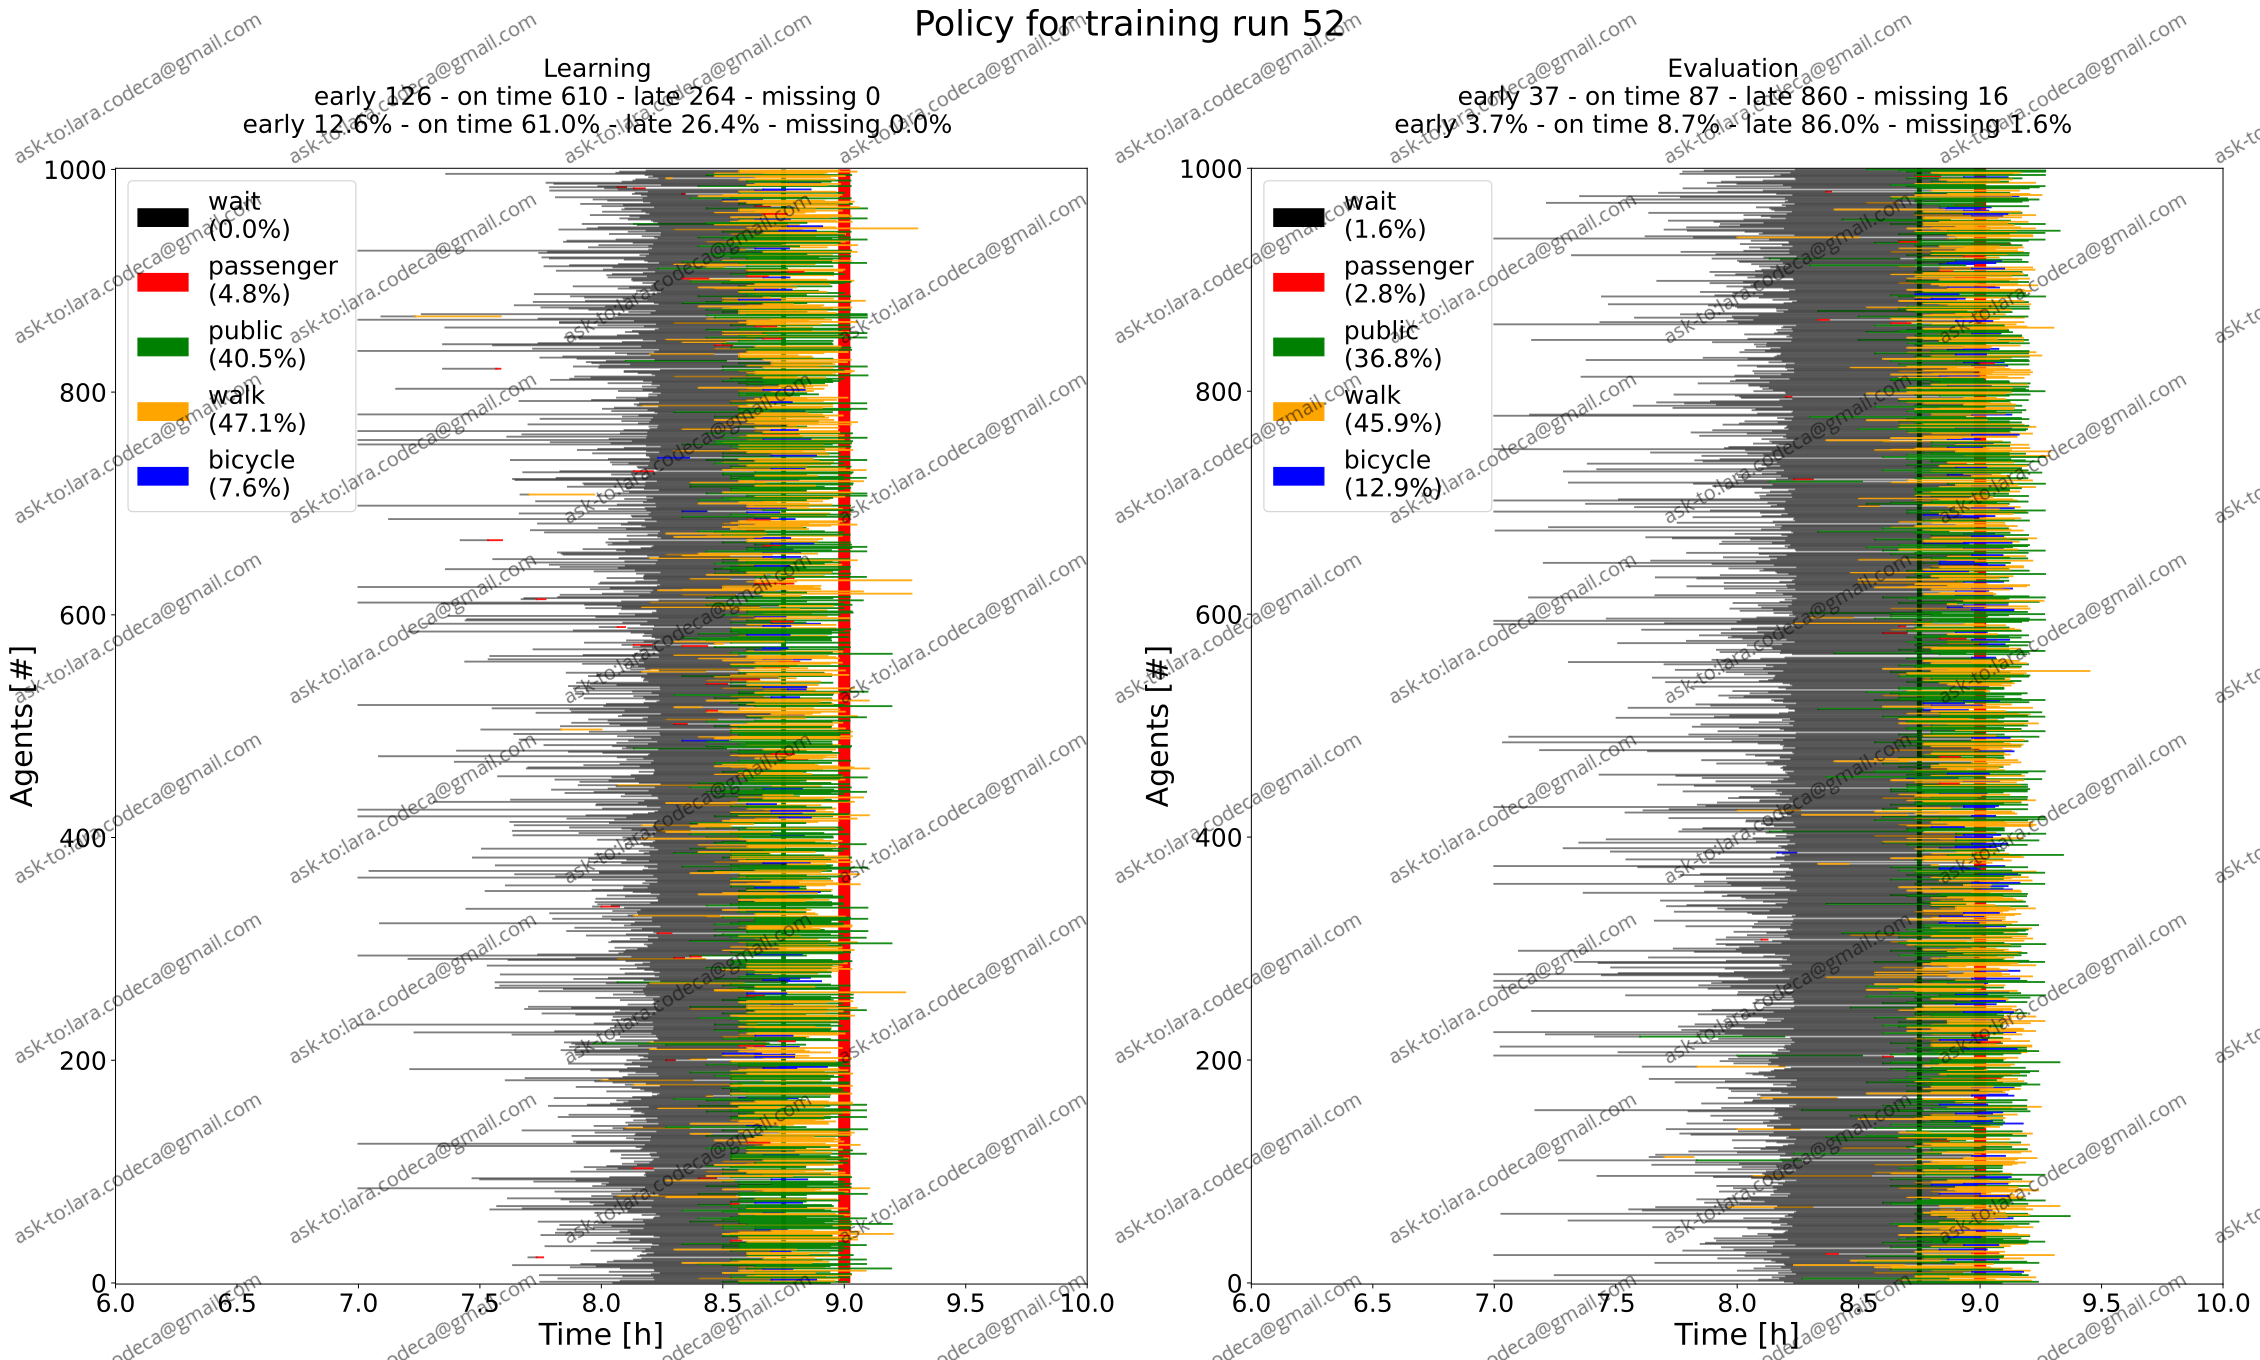 Policy for training run 52
Learning
early 126 - on time 610 - late 264 - missing 0
early 12.6% - on time 61.0% - late 26.4% - missing 0.0%
Evaluation
early 37 - on time 87 - late 860 - missing 16
early 3.7% - on time 8.7% - late 86.0% - missing 1.6%
wait
(0.0%)
passenger
(4.8%)
public
(40.5%)
walk
(47.1%)
bicycle
(7.6%)
Agents [#]
1000
800
600
400
200
0
6.0 6.5 7.0 7.5 8.0 8.5 9.0 9.5 10.0
Time [h]
wait
(1.6%)
passenger
(2.8%)
public
(36.8%)
walk
(45.9%)
bicycle
(12.9%)
Agents [#]
1000
800
600
400
200
0
6.0 6.5 7.0 7.5 8.0 8.5 9.0 9.5 10.0
Time [h]
ask-to:lara.codeca@gmail.com